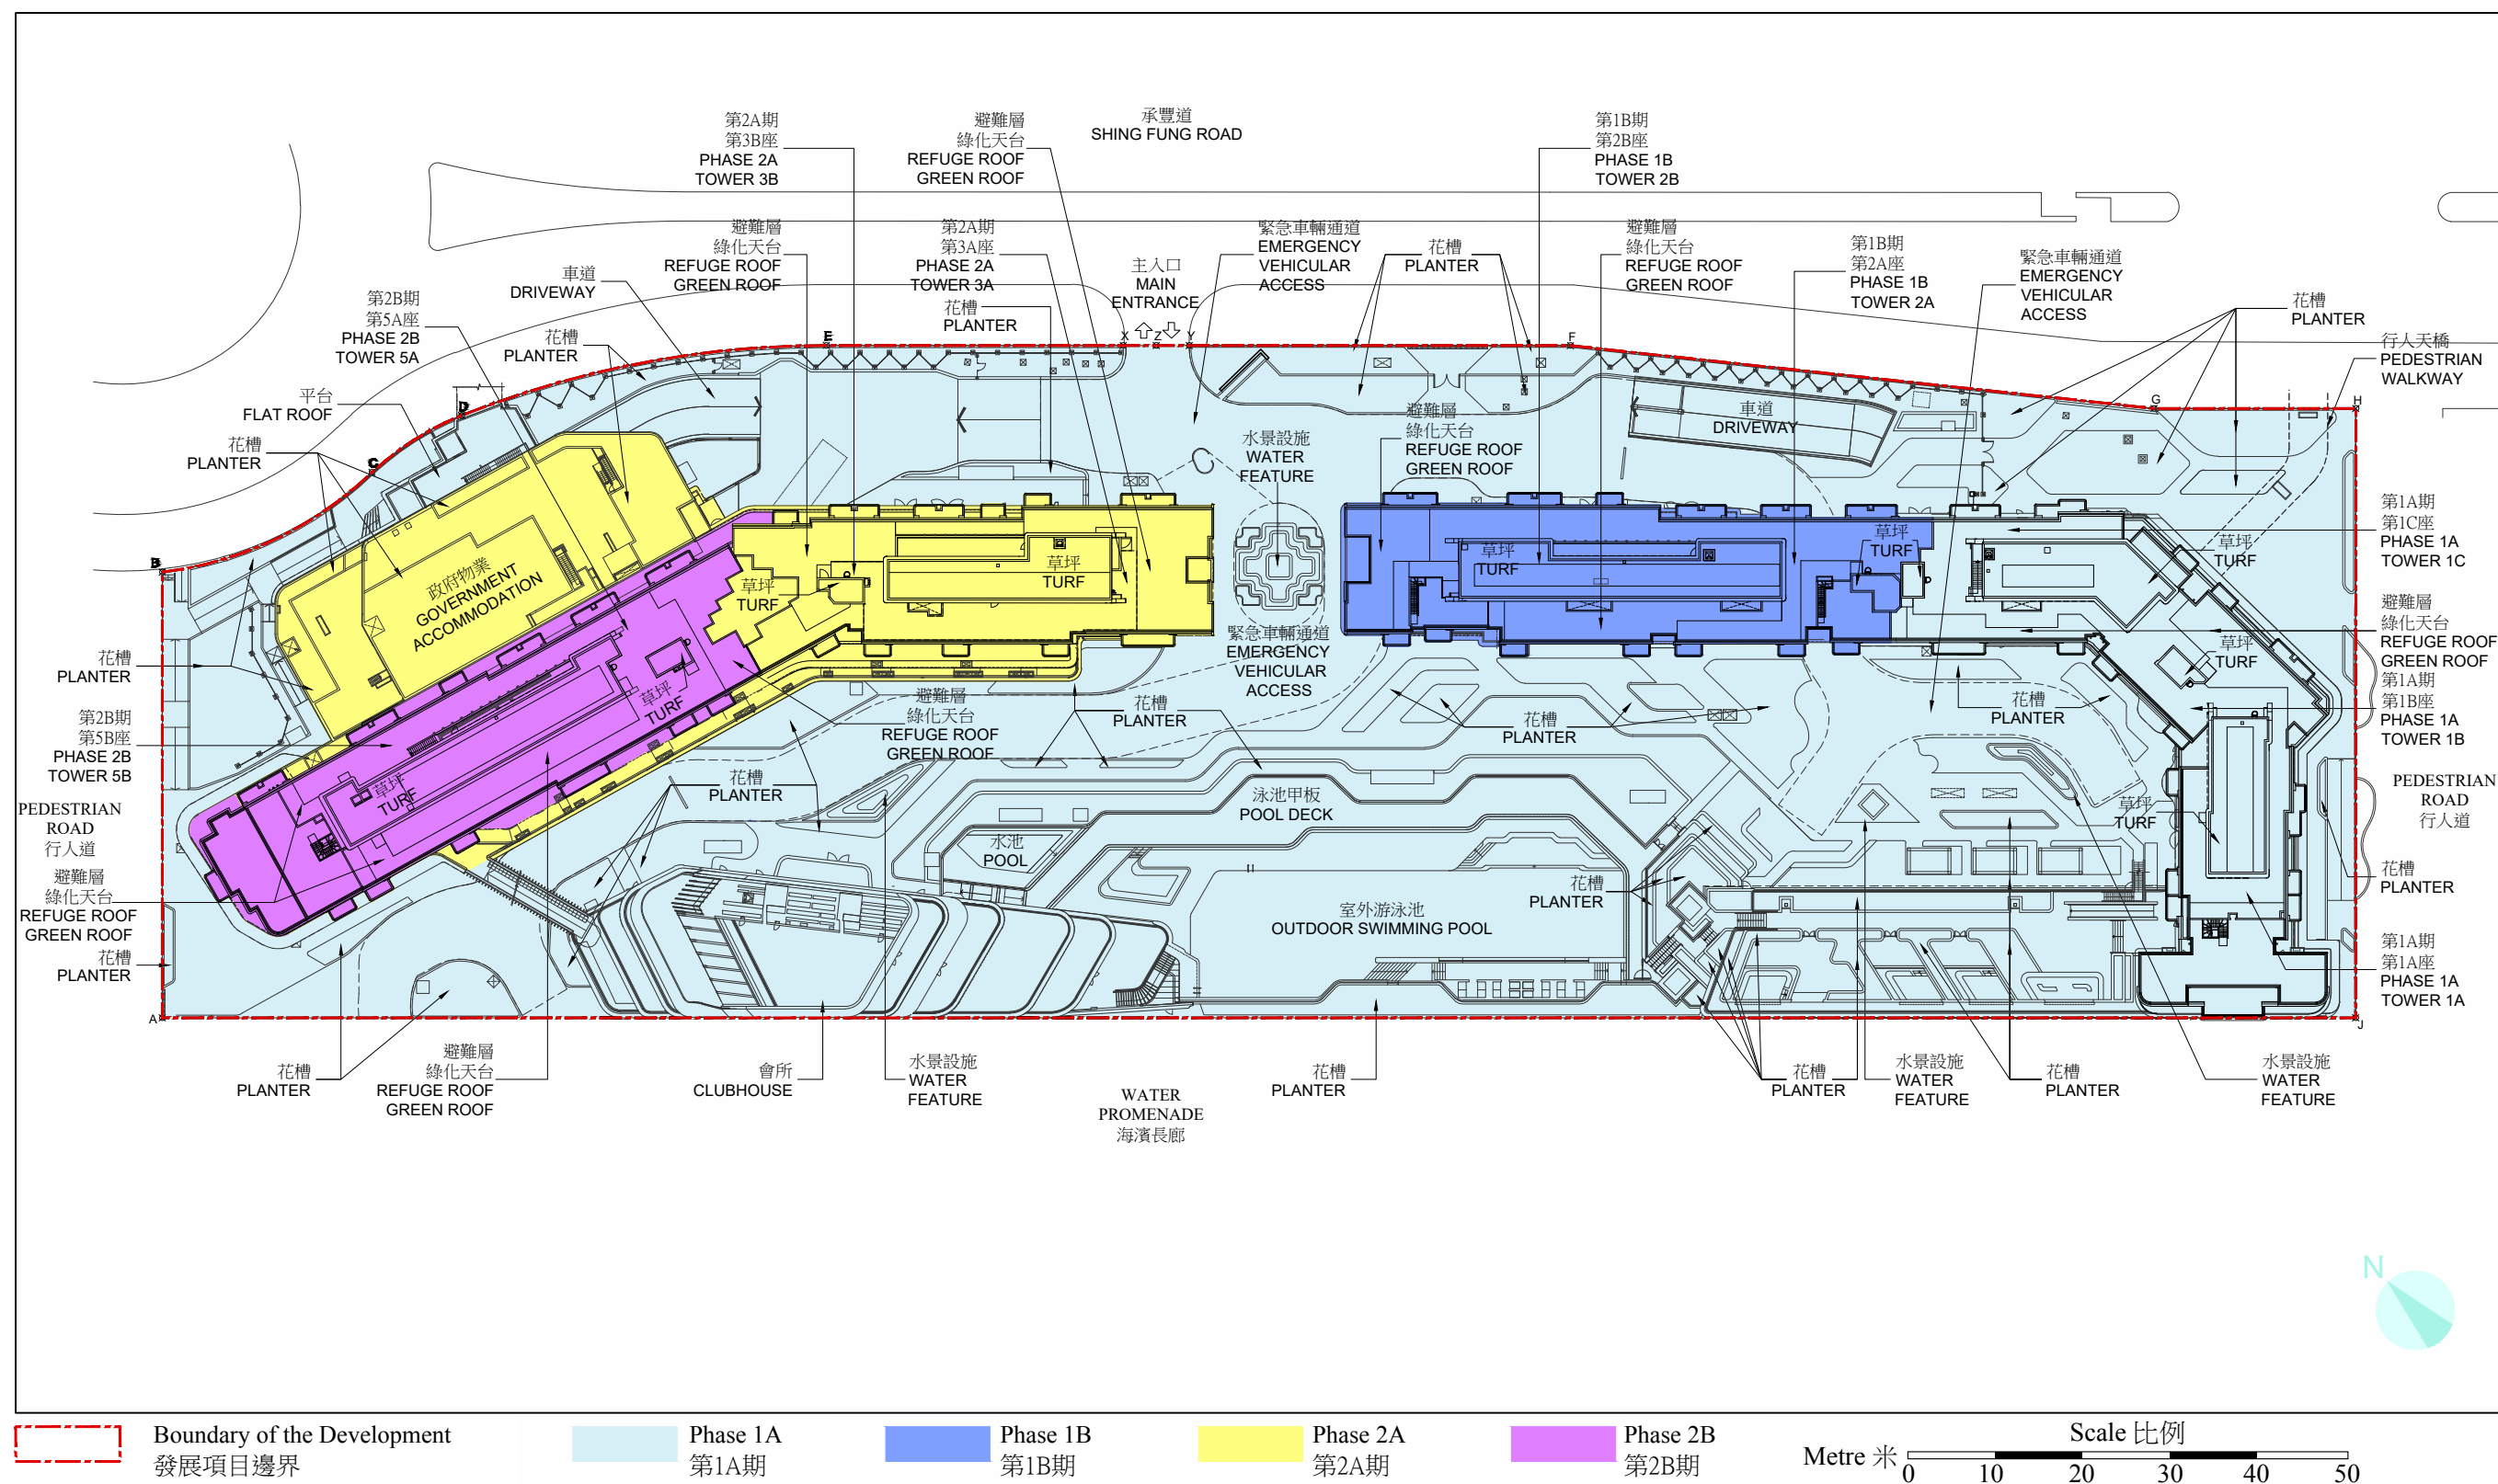 承豐道
SHING FUNG ROAD
第2A期
第3B座
PHASE 2A
TOWER 3B
避難層
綠化天台
REFUGE ROOF
GREEN ROOF
第1B期
第2B座
PHASE 1B
TOWER 2B
避難層
綠化天台
REFUGE ROOF
GREEN ROOF
第2A期
第3A座
PHASE 2A
TOWER 3A
主入口
MAIN
ENTRANCE
緊急車輛通道
EMERGENCY
VEHICULAR
ACCESS
花槽
PLANTER
避難層
綠化天台
REFUGE ROOF
GREEN ROOF
第1B期
第2A座
PHASE 1B
TOWER 2A
緊急車輛通道
EMERGENCY
VEHICULAR
ACCESS
花槽
PLANTER
行人天橋
PEDESTRIAN
WALKWAY
車道
DRIVEWAY
第2B期
第5A座
PHASE 2B
TOWER 5A
花槽
PLANTER
花槽
PLANTER
平台
FLAT ROOF
花槽
PLANTER
E
X
Z
Y
F
G
H
D
C
B
A
J
車道
DRIVEWAY
避難層
綠化天台
REFUGE ROOF
GREEN ROOF
水景設施
WATER
FEATURE
政府物業
GOVERNMENT
ACCOMMODATION
草坪
TURF
草坪
TURF
草坪
TURF
草坪
TURF
草坪
TURF
第1A期
第1C座
PHASE 1A
TOWER 1C
避難層
綠化天台
REFUGE ROOF
GREEN ROOF
草坪
TURF
第1A期
第1B座
PHASE 1A
TOWER 1B
花槽
PLANTER
第2B期
第5B座
PHASE 2B
TOWER 5B
草坪
TURF
避難層
綠化天台
REFUGE ROOF
GREEN ROOF
花槽
PLANTER
緊急車輛通道
EMERGENCY
VEHICULAR
ACCESS
花槽
PLANTER
花槽
PLANTER
PEDESTRIAN
ROAD
行人道
草坪
TURF
花槽
PLANTER
泳池甲板
POOL DECK
水池
POOL
草坪
TURF
PEDESTRIAN
ROAD
行人道
避難層
綠化天台
REFUGE ROOF
GREEN ROOF
花槽
PLANTER
室外游泳池
OUTDOOR SWIMMING POOL
花槽
PLANTER
花槽
PLANTER
第1A期
第1A座
PHASE 1A
TOWER 1A
花槽
PLANTER
避難層
綠化天台
REFUGE ROOF
GREEN ROOF
會所
CLUBHOUSE
水景設施
WATER
FEATURE
WATER
PROMENADE
海濱長廊
花槽
PLANTER
花槽
PLANTER
水景設施
WATER
FEATURE
花槽
PLANTER
水景設施
WATER
FEATURE
N
Boundary of the Development
發展項目邊界
Phase 1A
第1A期
Phase 1B
第1B期
Phase 2A
第2A期
Phase 2B
第2B期
Scale 比例
Metre 米
0 10 20 30 40 50